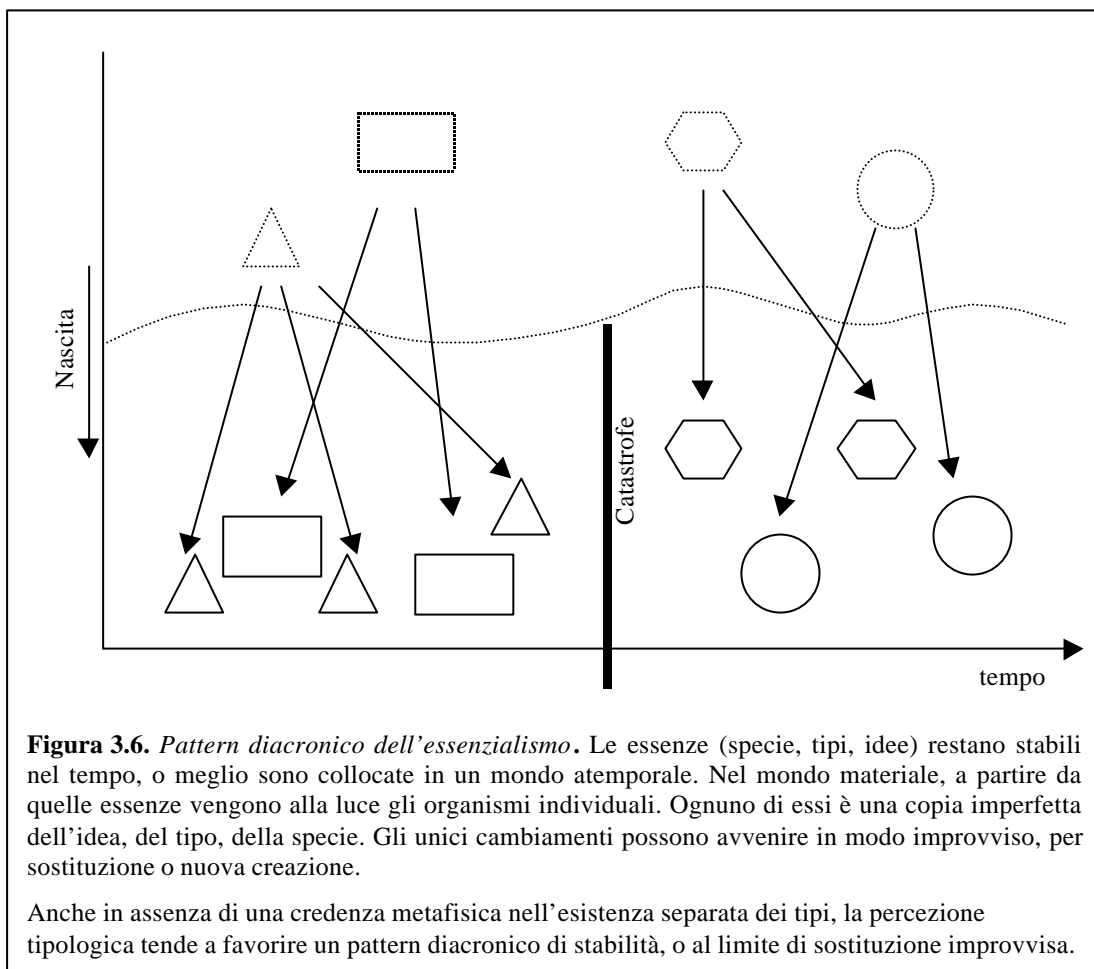 Nascita
Catastrofe
tempo
Figura 3.6. Pattern diacronico dell’essenzialismo. Le essenze (specie, tipi, idee) restano stabili
nel tempo, o meglio sono collocate in un mondo atemporale. Nel mondo materiale, a partire da
quelle essenze vengono alla luce gli organismi individuali. Ognuno di essi è una copia imperfetta
dell’idea, del tipo, della specie. Gli unici cambiamenti possono avvenire in modo improvviso, per
sostituzione o nuova creazione.
Anche in assenza di una credenza metafisica nell’esistenza separata dei tipi, la percezione
tipologica tende a favorire un pattern diacronico di stabilità, o al limite di sostituzione improvvisa.